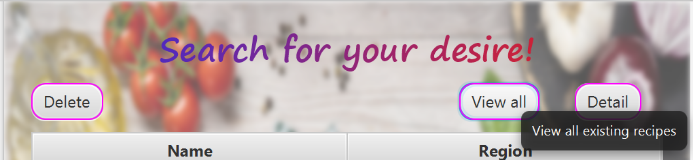 Search for your desire!
Delete
View all
Detail
View all existing recipes
Name
Region